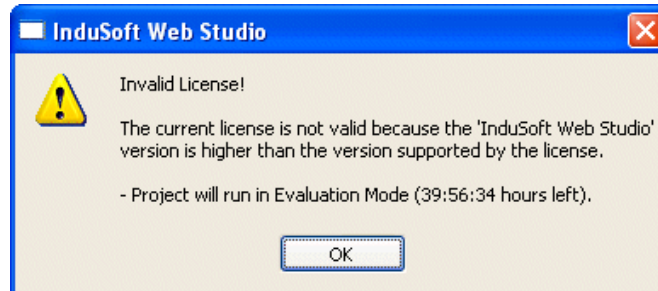 InduSoft Web Studio
Invalid License!
The current license is not valid because the 'InduSoft Web Studio'
version is higher than the version supported by the license.
- Project will run in Evaluation Mode (39:56:34 hours left).
OK